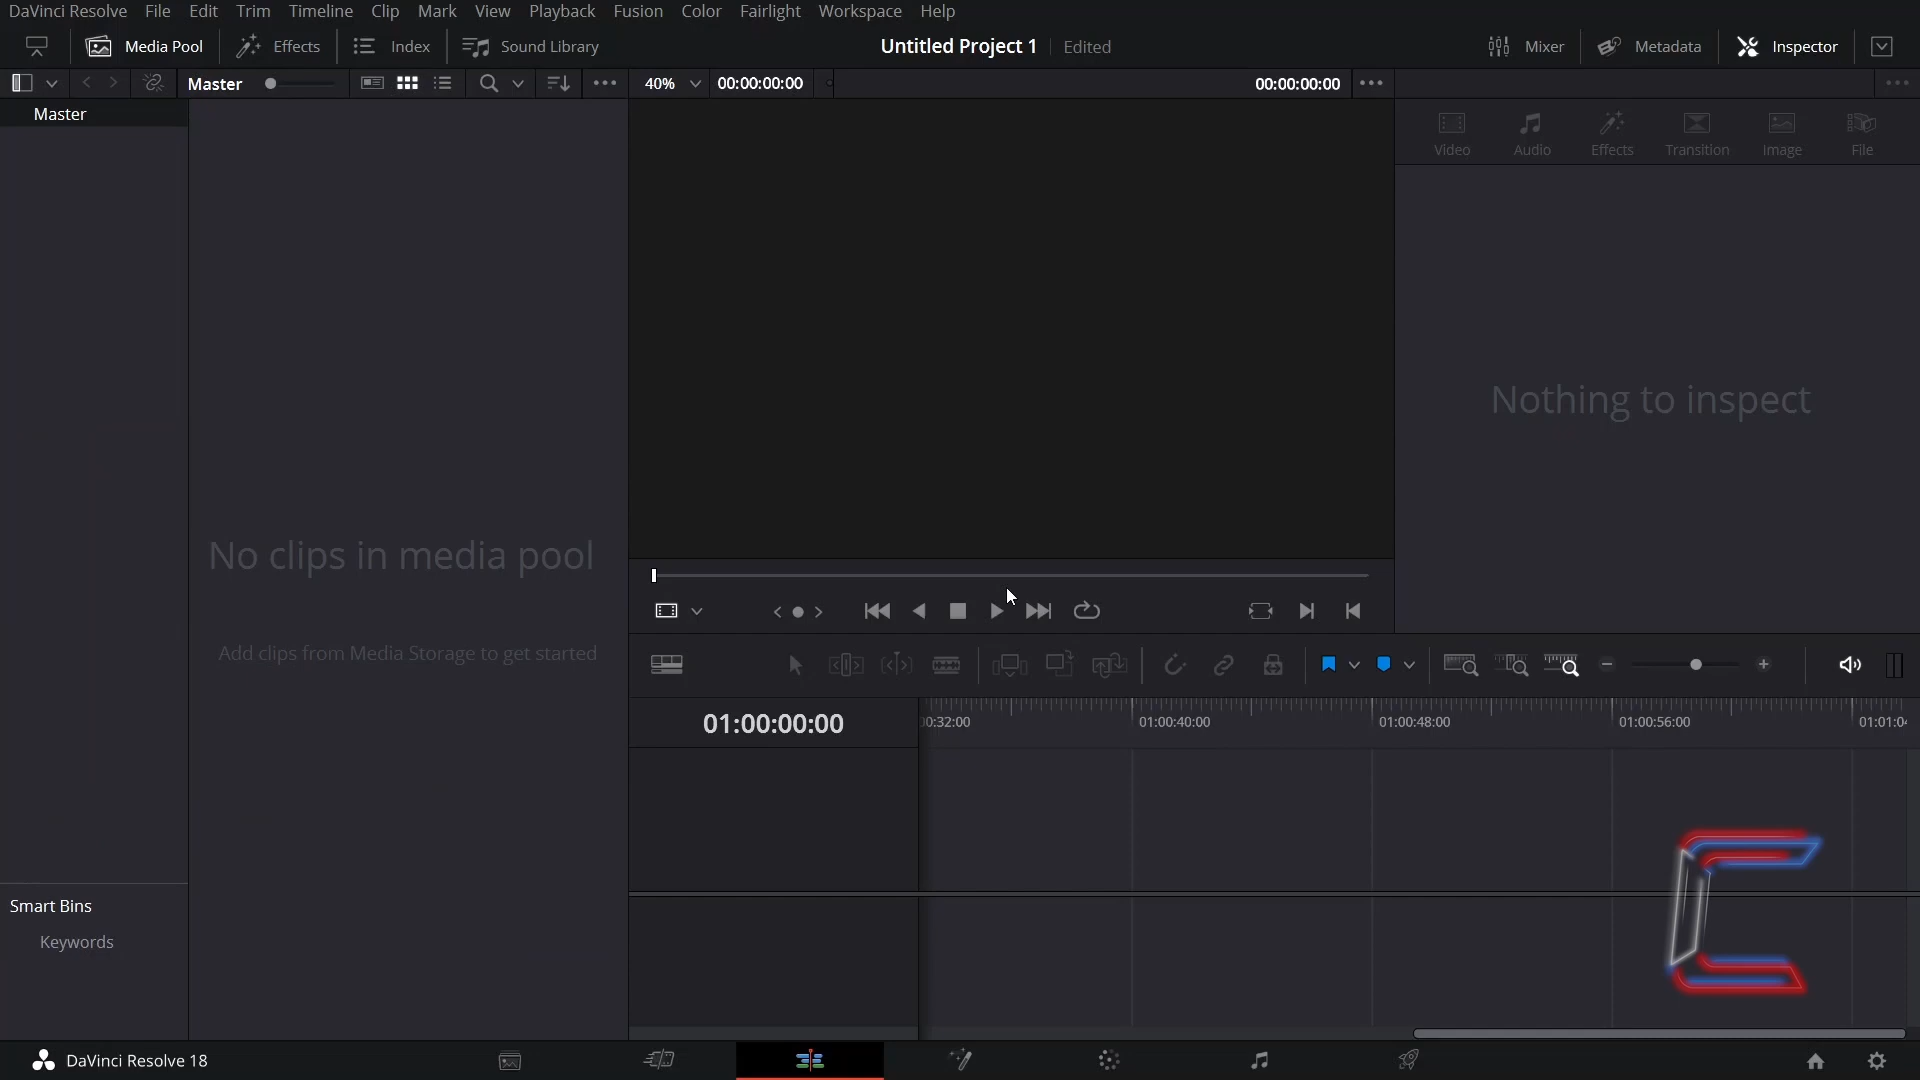 DaVinci Resolve File Edit Trim Timeline Clip Mark View Playback Fusion Color Fairlight Workspace Help
Media Pool Effects Index Sound Library Untitled Project 1 Edited Mixer Metadata Inspector
Master 40% 00:00:00:00 00:00:00:00
Master
Video Audio Effects Transition Image File
Nothing to inspect
No clips in media pool
Add clips from Media Storage to get started
01:00:00:00
0:32:00 01:00:40:00 01:00:48:00 01:00:56:00 01:01:04
Smart Bins
Keywords
DaVinci Resolve 18